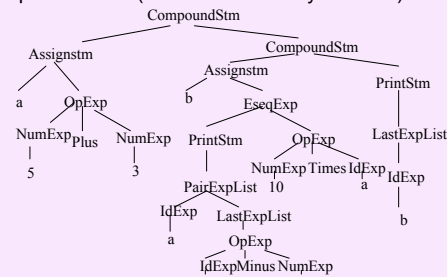 CompoundStm
Assignstm CompoundStm
a OpExp b Assignstm PrintStm
NumExp Plus NumExp EseqExp LastExpList
5 3 PrintStm OpExp IdExp
PairExpList NumExp Times IdExp b
10 a
IdExp LastExpList
a OpExp
IdExp Minus NumExp